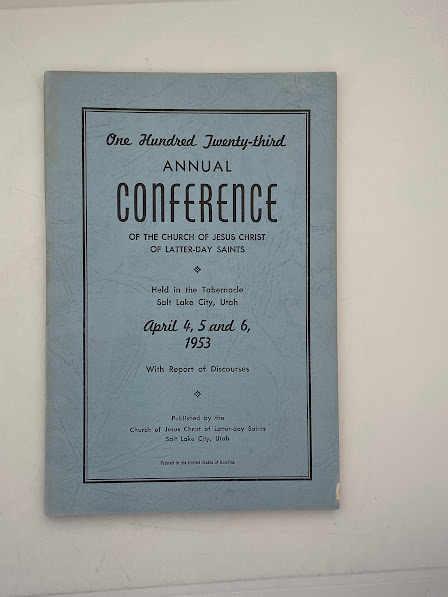 One Hundred Twenty-third
ANNUAL
CONFERENCE
OF THE CHURCH OF JESUS CHRIST
OF LATTER-DAY SAINTS
Held in the Tabernacle
Salt Lake City, Utah
April 4, 5 and 6,
1953
With Report of Discourses
Published by the
Church of Jesus Christ of Latter-day Saints
Salt Lake City, Utah
Printed in the United States of America